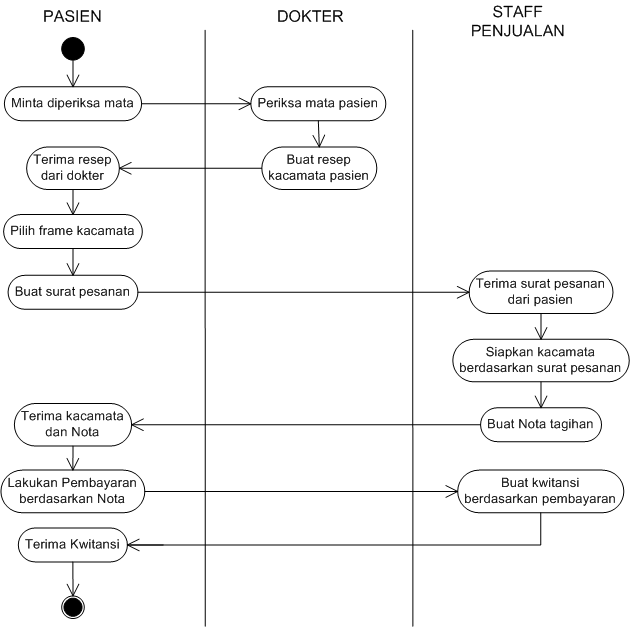 PASIEN
DOKTER
STAFF
PENJUALAN
Minta diperiksa mata
Periksa mata pasien
Terima resep
dari dokter
Buat resep
kacamata pasien
Pilih frame kacamata
Buat surat pesanan
Terima surat pesanan
dari pasien
Siapkan kacamata
berdasarkan surat pesanan
Terima kacamata
dan Nota
Buat Nota tagihan
Lakukan Pembayaran
berdasarkan Nota
Buat kwitansi
berdasarkan pembayaran
Terima Kwitansi